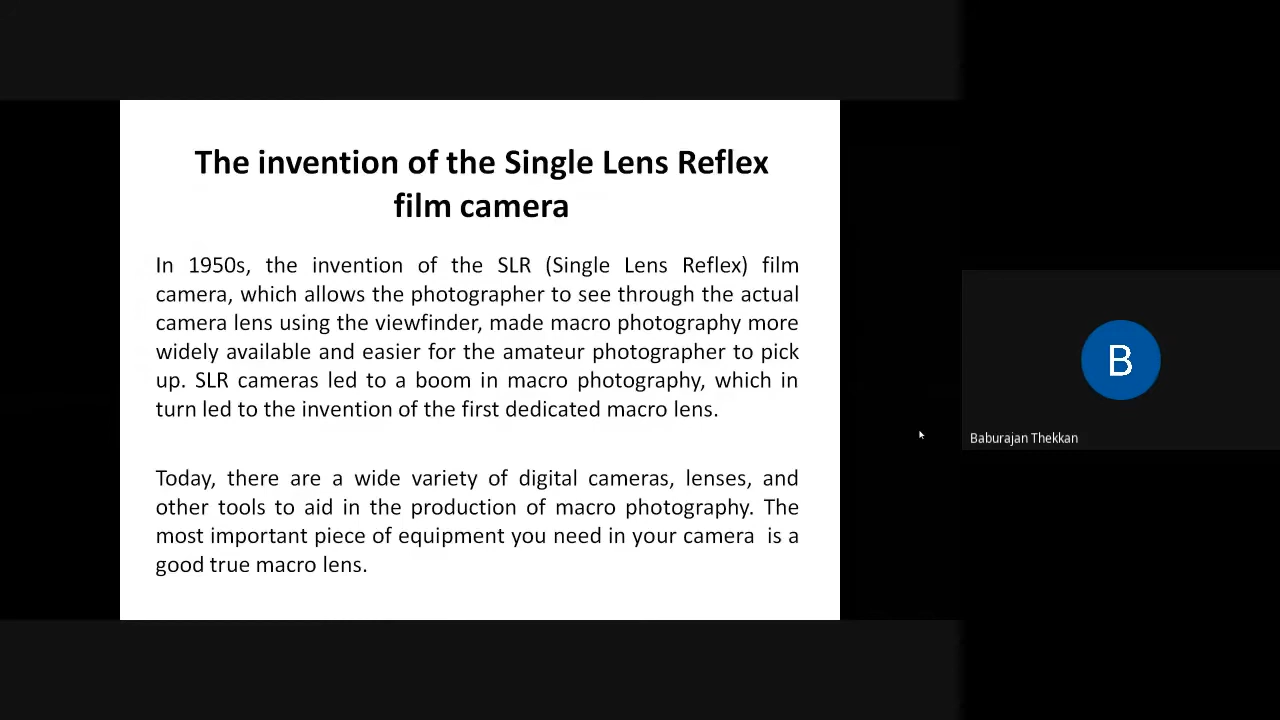 The invention of the Single Lens Reflex
film camera
In 1950s, the invention of the SLR (Single Lens Reflex) film
camera, which allows the photographer to see through the actual
camera lens using the viewfinder, made macro photography more
widely available and easier for the amateur photographer to pick
up. SLR cameras led to a boom in macro photography, which in
turn led to the invention of the first dedicated macro lens.
Today, there are a wide variety of digital cameras, lenses, and
other tools to aid in the production of macro photography. The
most important piece of equipment you need in your camera  is a
good true macro lens.
B
Baburajan Thekkan